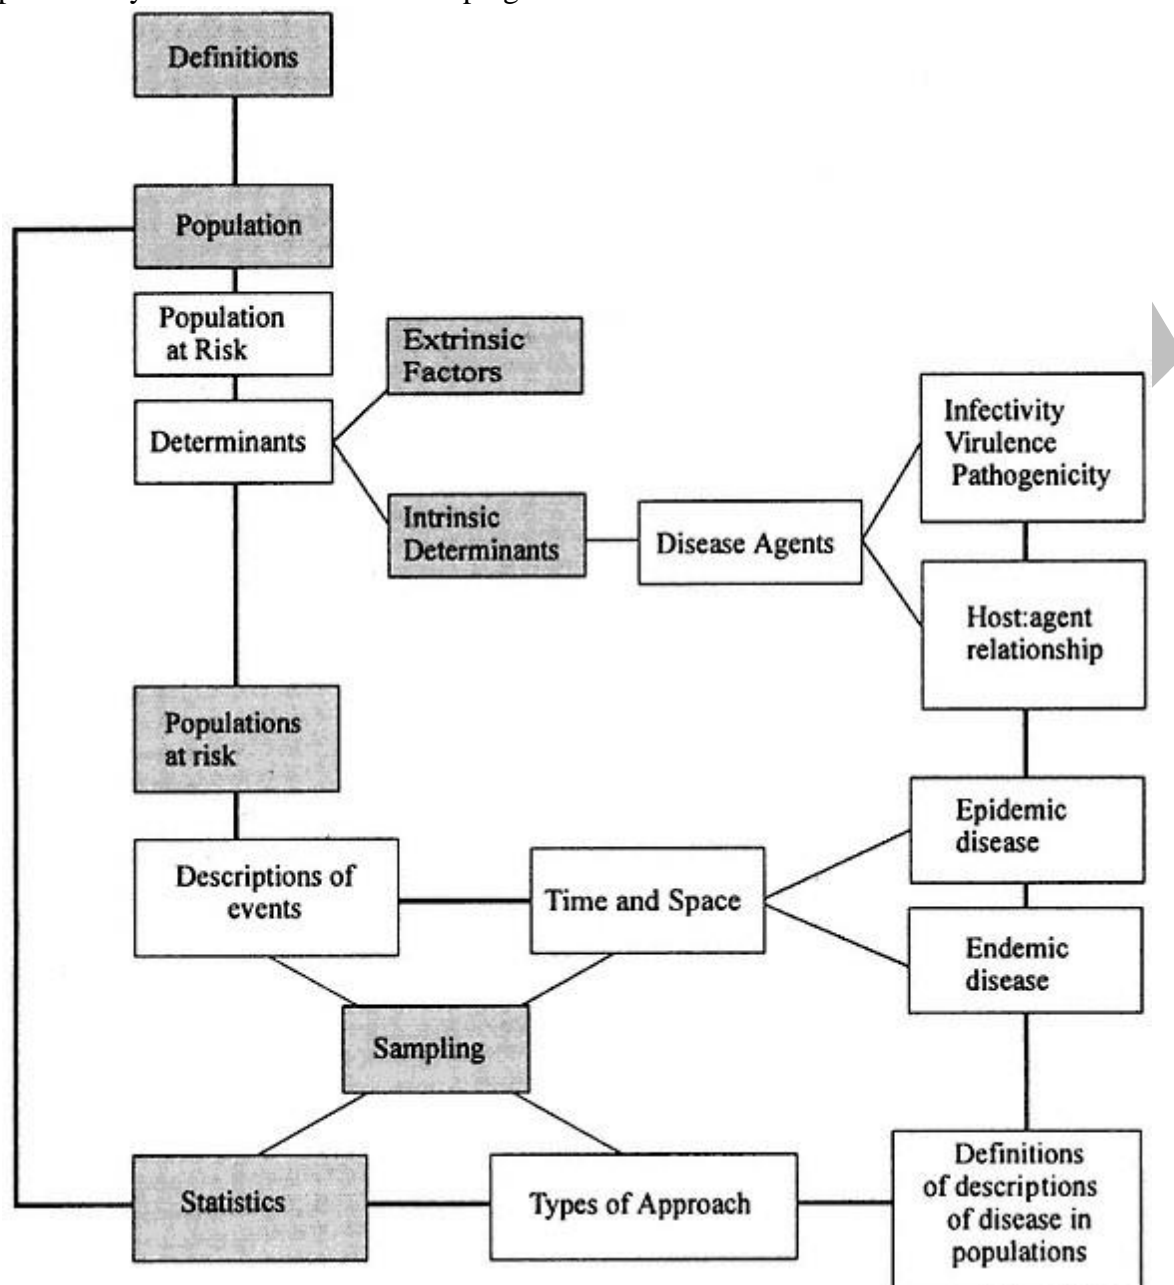 Definitions
Population
Population
at Risk
Extrinsic
Factors
Determinants
Infectivity
Virulence
Pathogenicity
Intrinsic
Determinants
Disease Agents
Host:agent
relationship
Populations
at risk
Epidemic
disease
Descriptions of
events
Time and Space
Endemic
disease
Sampling
Statistics
Types of Approach
Definitions
of descriptions
of disease in
populations